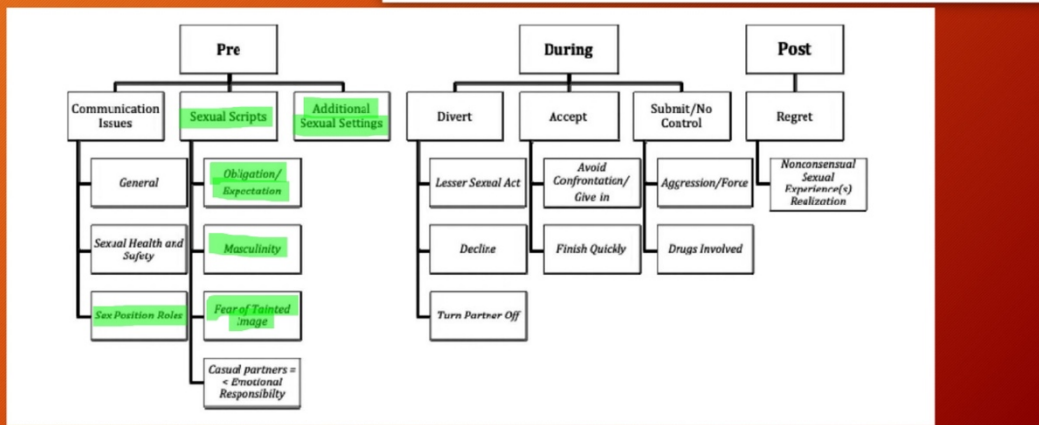 Pre
During
Post
Communication
Issues
Sexual Scripts
Additional
Sexual Settings
Divert
Accept
Submit/No
Control
Regret
General
Obligation/
Expectation
Lesser Sexual Act
Avoid
Confrontation/
Give in
Aggression/Force
Nonconsensual
Sexual
Experience(s)
Realization
Sexual Health and
Safety
Masculinity
Decline
Finish Quickly
Drugs Involved
Sex Position Roles
Fear of Tainted
Image
Turn Partner Off
Casual partners =
< Emotional
Responsibilty